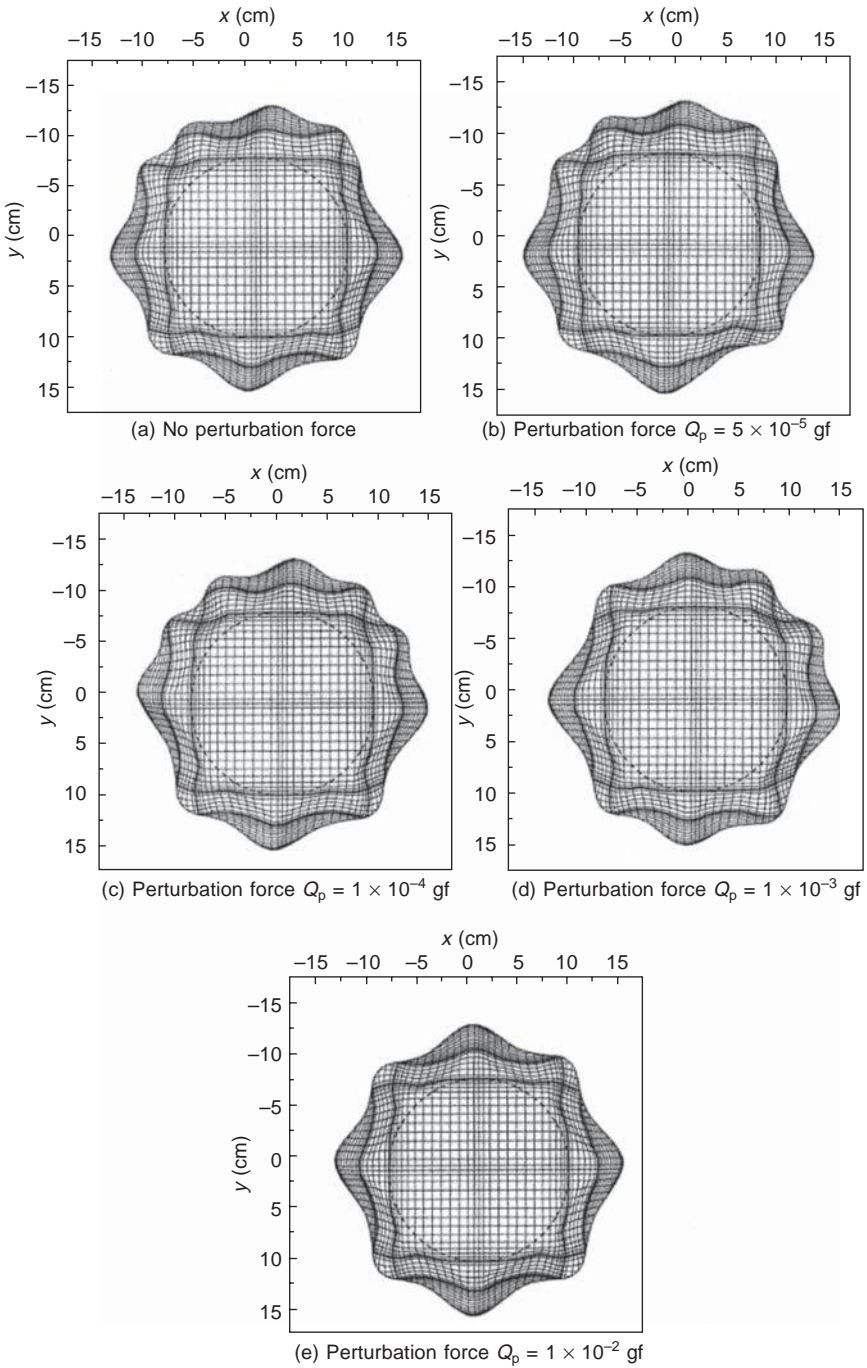 x (cm)
–15 –10 –5 0 5 10 15
y (cm)
–15
–10
–5
0
5
10
15
(a) No perturbation force
x (cm)
–15 –10 –5 0 5 10 15
y (cm)
–15
–10
–5
0
5
10
15
(b) Perturbation force Qp = 5 × 10⁻⁵ gf
x (cm)
–15 –10 –5 0 5 10 15
y (cm)
–15
–10
–5
0
5
10
15
(c) Perturbation force Qp = 1 × 10⁻⁴ gf
x (cm)
–15 –10 –5 0 5 10 15
y (cm)
–15
–10
–5
0
5
10
15
(d) Perturbation force Qp = 1 × 10⁻³ gf
x (cm)
–15 –10 –5 0 5 10 15
y (cm)
–15
–10
–5
0
5
10
15
(e) Perturbation force Qp = 1 × 10⁻² gf